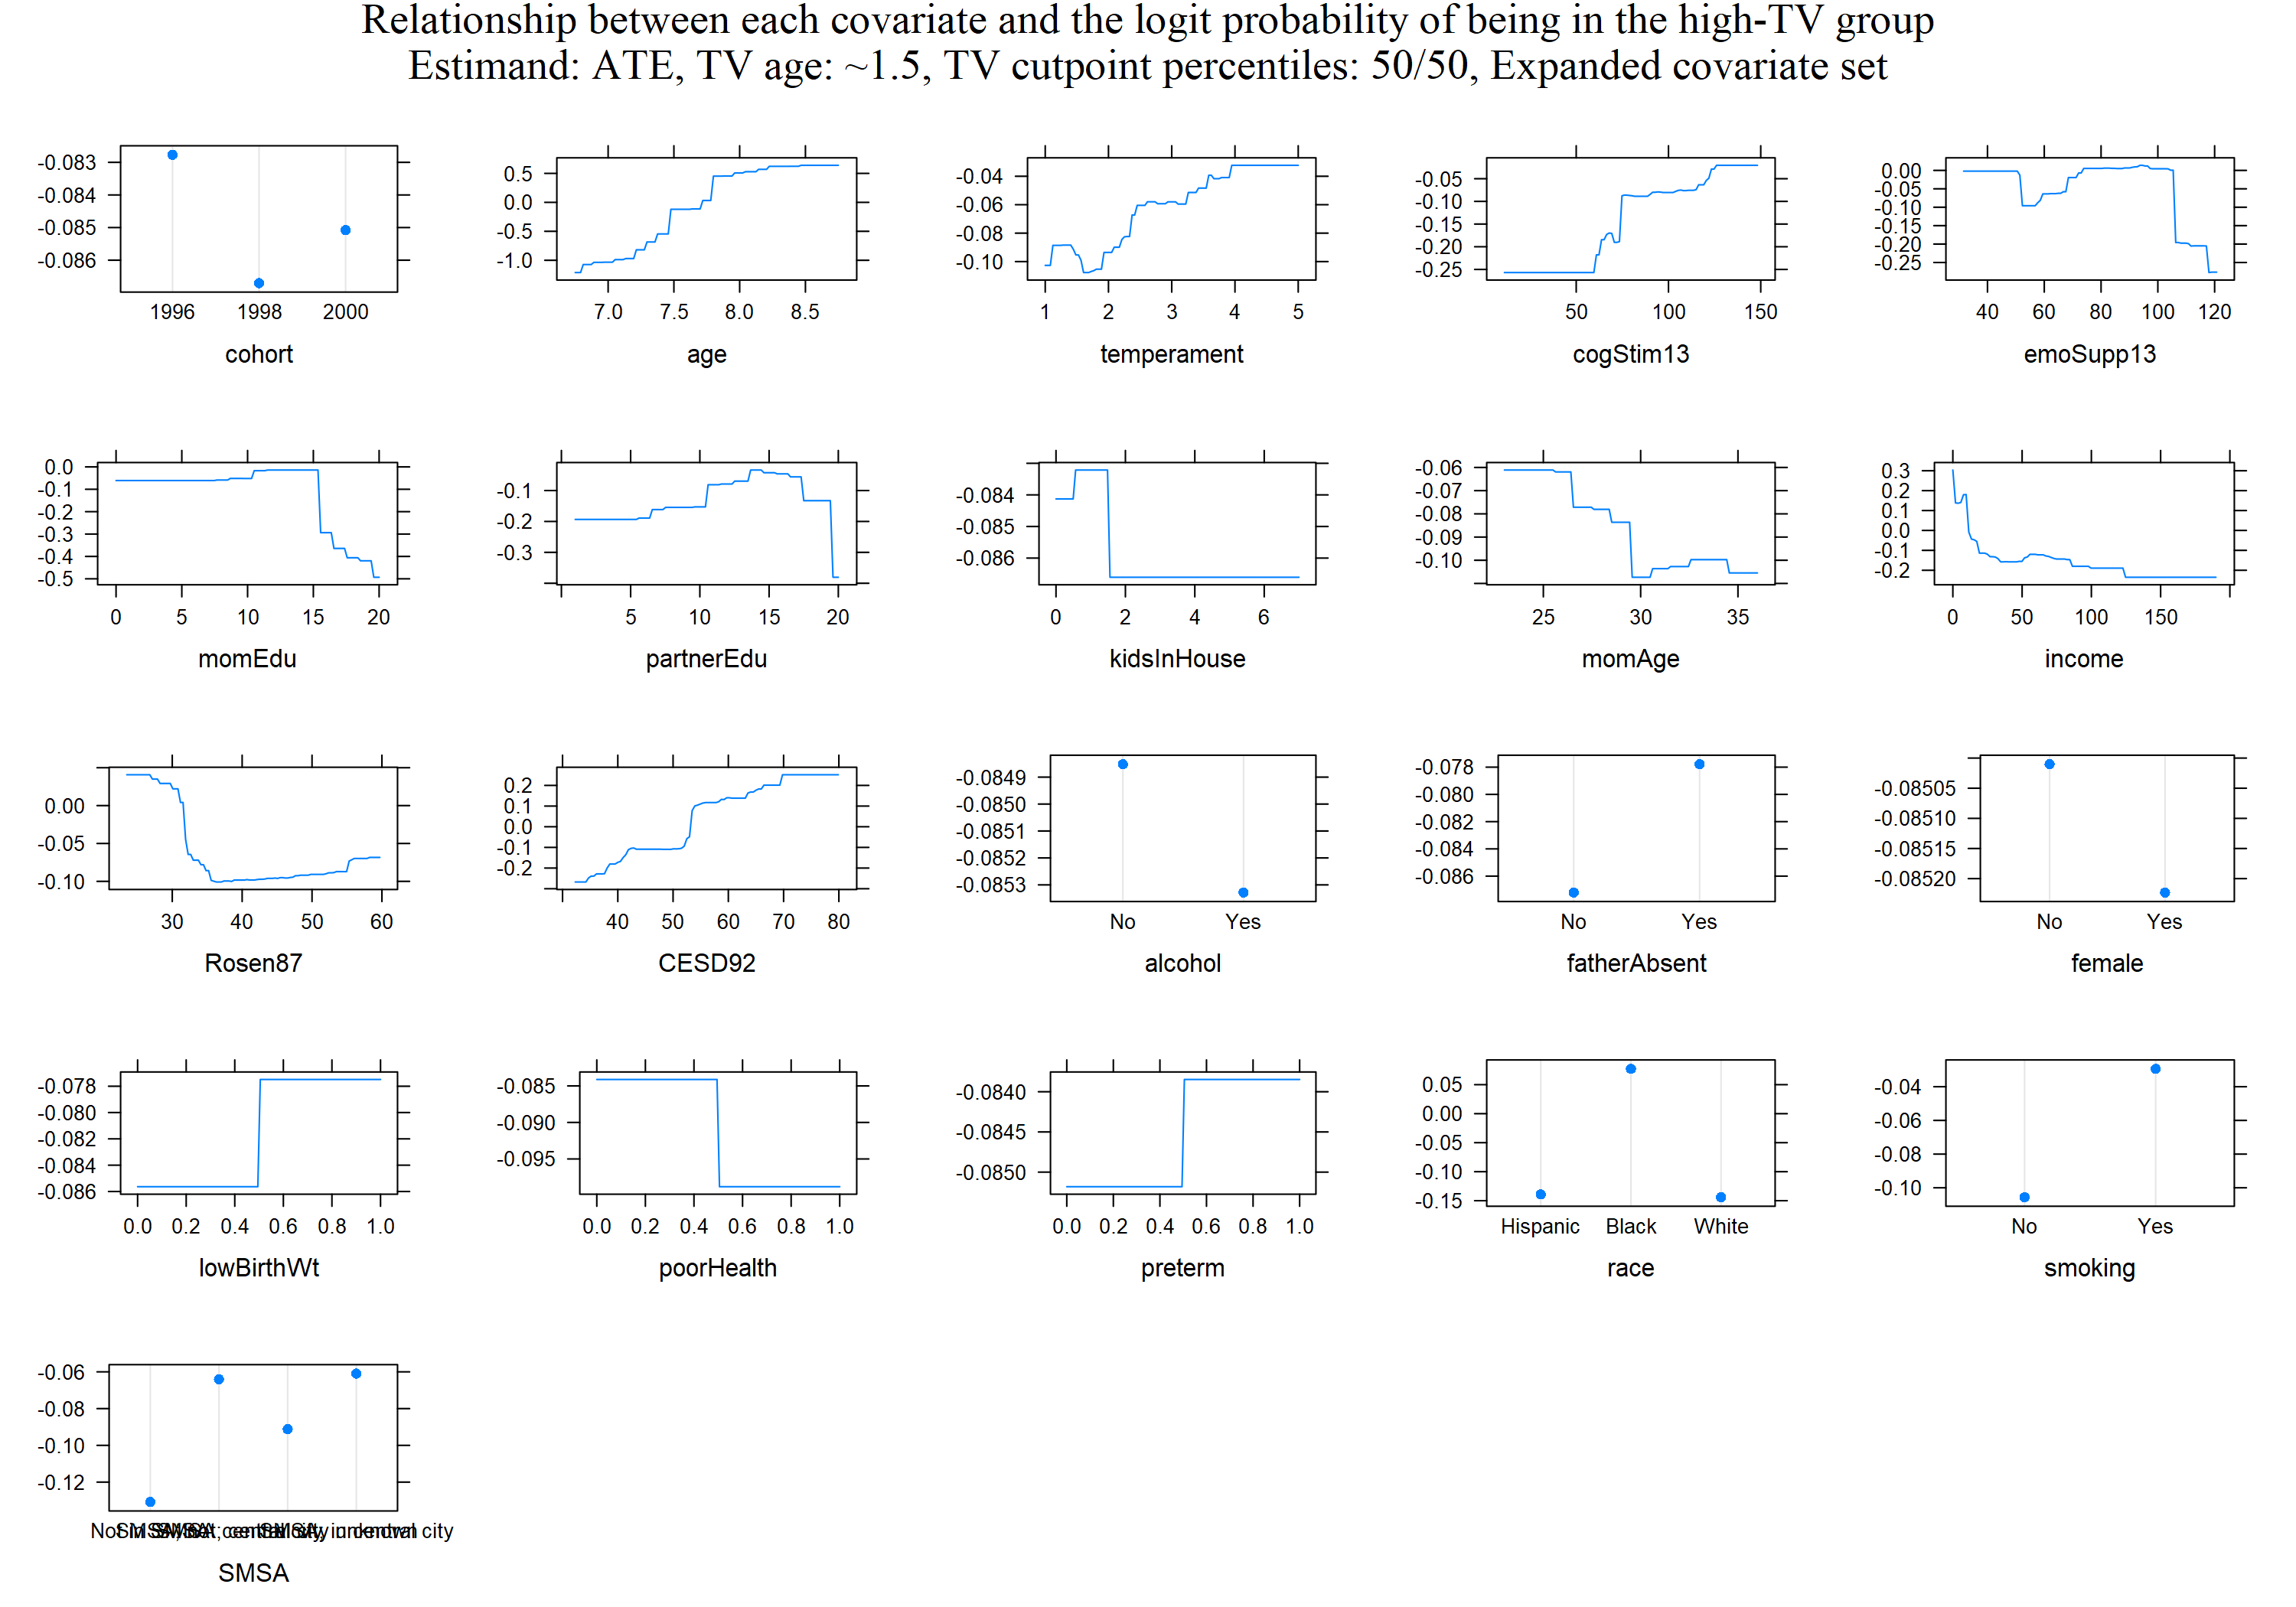 Relationship between each covariate and the logit probability of being in the high-TV group
Estimand: ATE, TV age: ~1.5, TV cutpoint percentiles: 50/50, Expanded covariate set
-0.083
-0.084
-0.085
-0.086
1996 1998 2000
cohort
0.5
0.0
-0.5
-1.0
7.0 7.5 8.0 8.5
age
-0.04
-0.06
-0.08
-0.10
1 2 3 4 5
temperament
-0.05
-0.10
-0.15
-0.20
-0.25
50 100 150
cogStim13
0.00
-0.05
-0.10
-0.15
-0.20
-0.25
40 60 80 100 120
emoSupp13
0.0
-0.1
-0.2
-0.3
-0.4
-0.5
0 5 10 15 20
momEdu
-0.1
-0.2
-0.3
5 10 15 20
partnerEdu
-0.084
-0.085
-0.086
0 2 4 6
kidsInHouse
-0.06
-0.07
-0.08
-0.09
-0.10
25 30 35
momAge
0.3
0.2
0.1
0.0
-0.1
-0.2
0 50 100 150
income
0.00
-0.05
-0.10
30 40 50 60
Rosen87
0.2
0.1
0.0
-0.1
-0.2
40 50 60 70 80
CESD92
-0.0849
-0.0850
-0.0851
-0.0852
-0.0853
No Yes
alcohol
-0.078
-0.080
-0.082
-0.084
-0.086
No Yes
fatherAbsent
-0.08505
-0.08510
-0.08515
-0.08520
No Yes
female
-0.078
-0.080
-0.082
-0.084
-0.086
0.0 0.2 0.4 0.6 0.8 1.0
lowBirthWt
-0.085
-0.090
-0.095
0.0 0.2 0.4 0.6 0.8 1.0
poorHealth
-0.0840
-0.0845
-0.0850
0.0 0.2 0.4 0.6 0.8 1.0
preterm
0.05
0.00
-0.05
-0.10
-0.15
Hispanic Black White
race
-0.04
-0.06
-0.08
-0.10
No Yes
smoking
-0.06
-0.08
-0.10
-0.12
city
SMSA